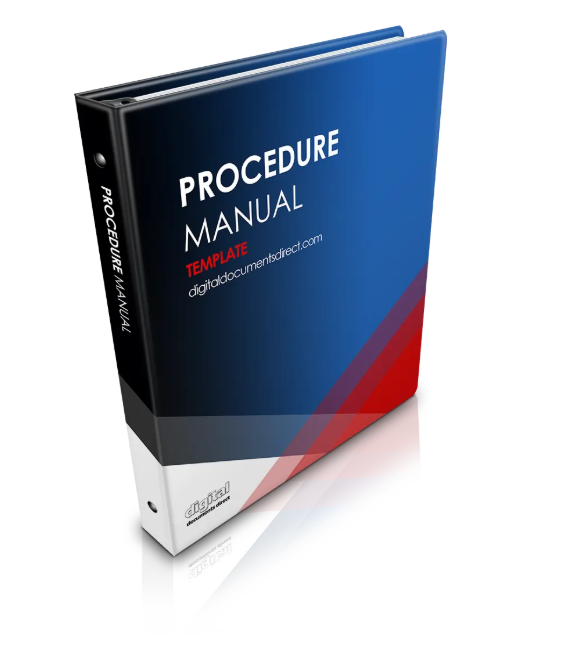 PROCEDURE
MANUAL
TEMPLATE
digitaldocumentsdirect.com
PROCEDURE MANUAL
digital
documents direct